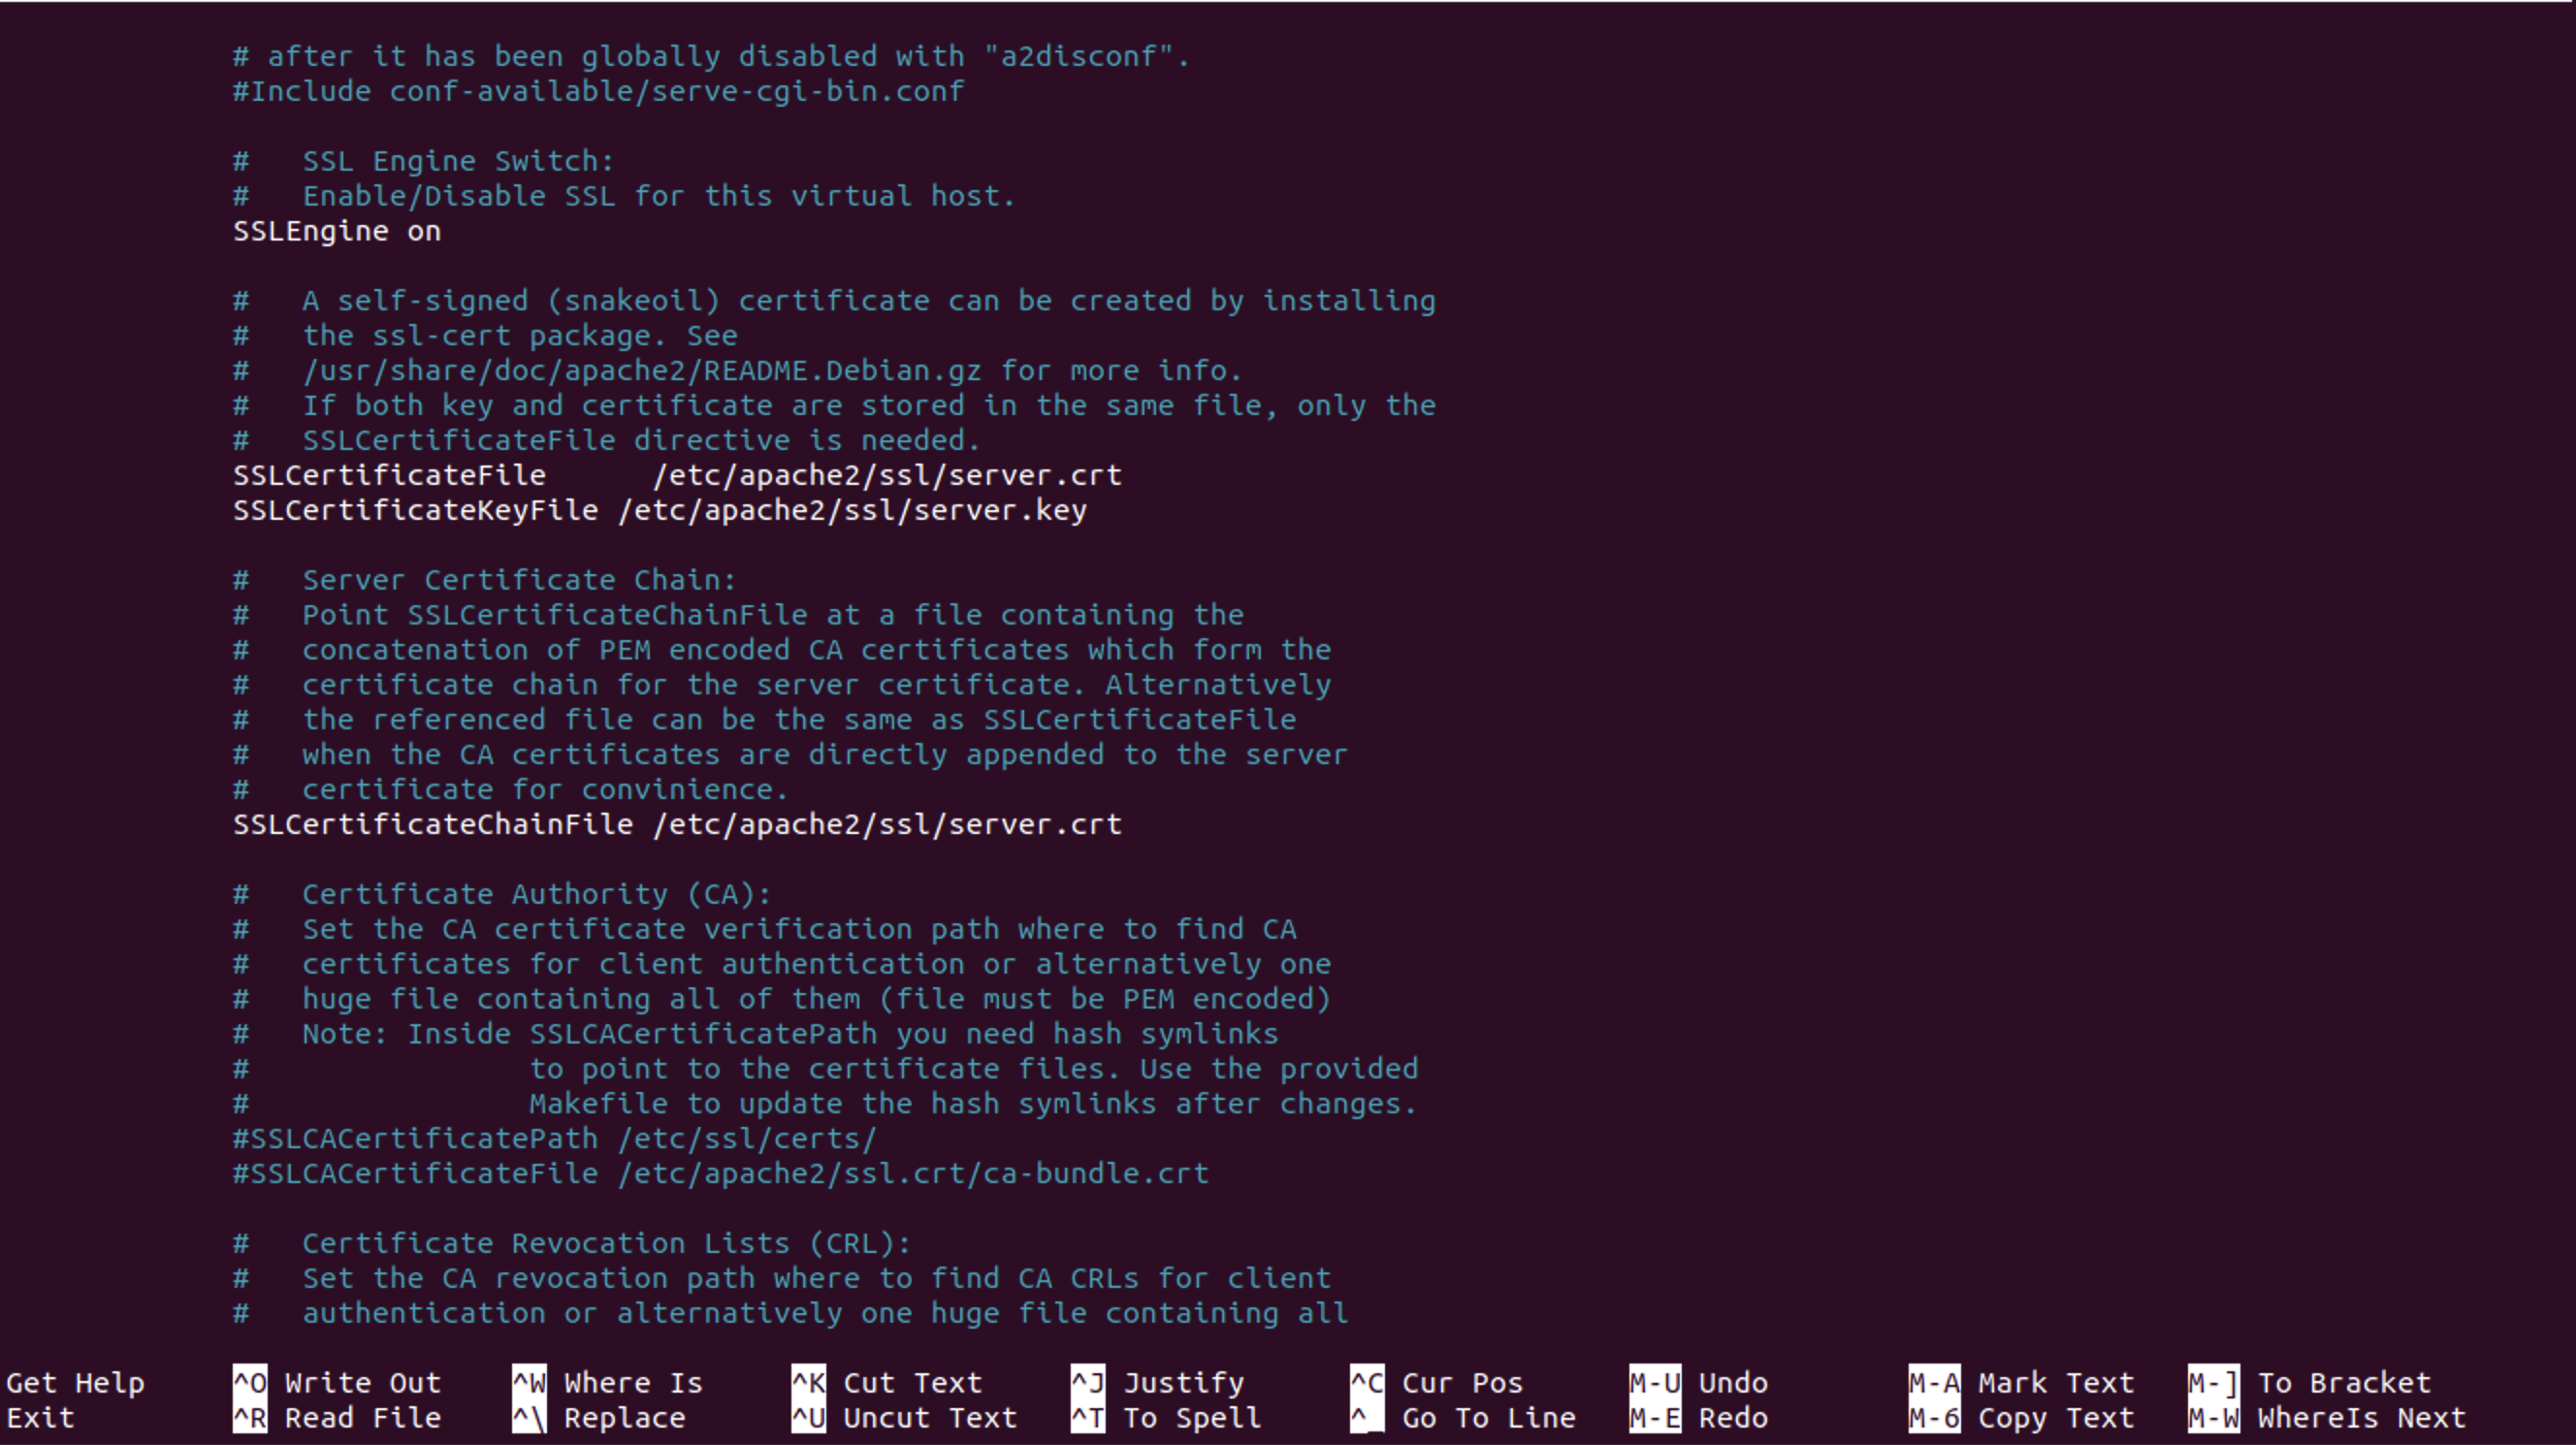 # after it has been globally disabled with "a2disconf".
#Include conf-available/serve-cgi-bin.conf
#   SSL Engine Switch:
#   Enable/Disable SSL for this virtual host.
SSLEngine on
#   A self-signed (snakeoil) certificate can be created by installing
#   the ssl-cert package. See
#   /usr/share/doc/apache2/README.Debian.gz for more info.
#   If both key and certificate are stored in the same file, only the
#   SSLCertificateFile directive is needed.
SSLCertificateFile      /etc/apache2/ssl/server.crt
SSLCertificateKeyFile /etc/apache2/ssl/server.key
#   Server Certificate Chain:
#   Point SSLCertificateChainFile at a file containing the
#   concatenation of PEM encoded CA certificates which form the
#   certificate chain for the server certificate. Alternatively
#   the referenced file can be the same as SSLCertificateFile
#   when the CA certificates are directly appended to the server
#   certificate for convinience.
SSLCertificateChainFile /etc/apache2/ssl/server.crt
#   Certificate Authority (CA):
#   Set the CA certificate verification path where to find CA
#   certificates for client authentication or alternatively one
#   huge file containing all of them (file must be PEM encoded)
#   Note: Inside SSLCACertificatePath you need hash symlinks
#                to point to the certificate files. Use the provided
#                Makefile to update the hash symlinks after changes.
#SSLCACertificatePath /etc/ssl/certs/
#SSLCACertificateFile /etc/apache2/ssl.crt/ca-bundle.crt
#   Certificate Revocation Lists (CRL):
#   Set the CA revocation path where to find CA CRLs for client
#   authentication or alternatively one huge file containing all
Get Help ^O Write Out ^W Where Is ^K Cut Text ^J Justify ^C Cur Pos M-U Undo M-A Mark Text M-] To Bracket
Exit ^R Read File ^\ Replace ^U Uncut Text ^T To Spell ^_ Go To Line M-E Redo M-6 Copy Text M-W WhereIs Next